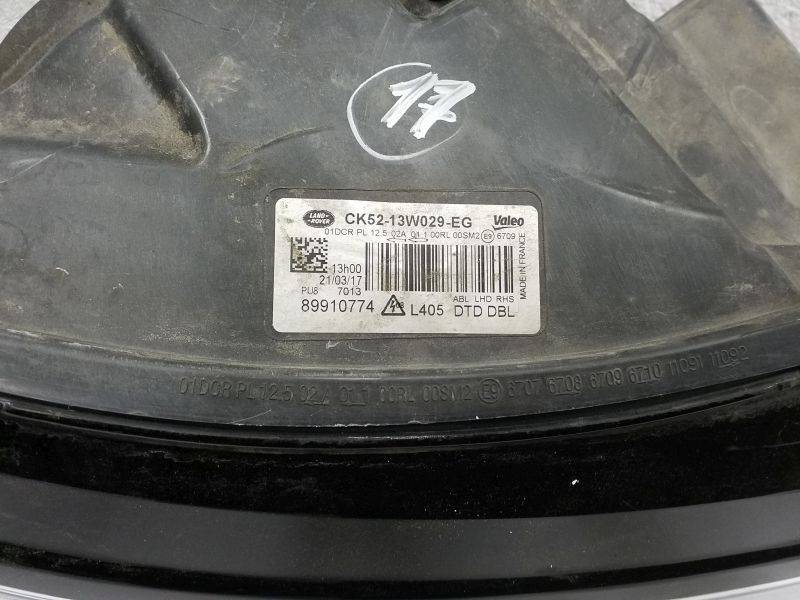 17
LAND-
ROVER
CK52-13W029-EG
Valeo
01DCR PL 12.5 02A 01 1 00RL 00SM2 E9 6709
13h00
21/03/17
PU8 7013
ABL LHD RHS
MADE IN FRANCE
89910774 L405 DTD DBL
01DCR PL 12.5 02A 01 1 00RL 00SM2 E9 6707 6708 6709 6710 11091 11092